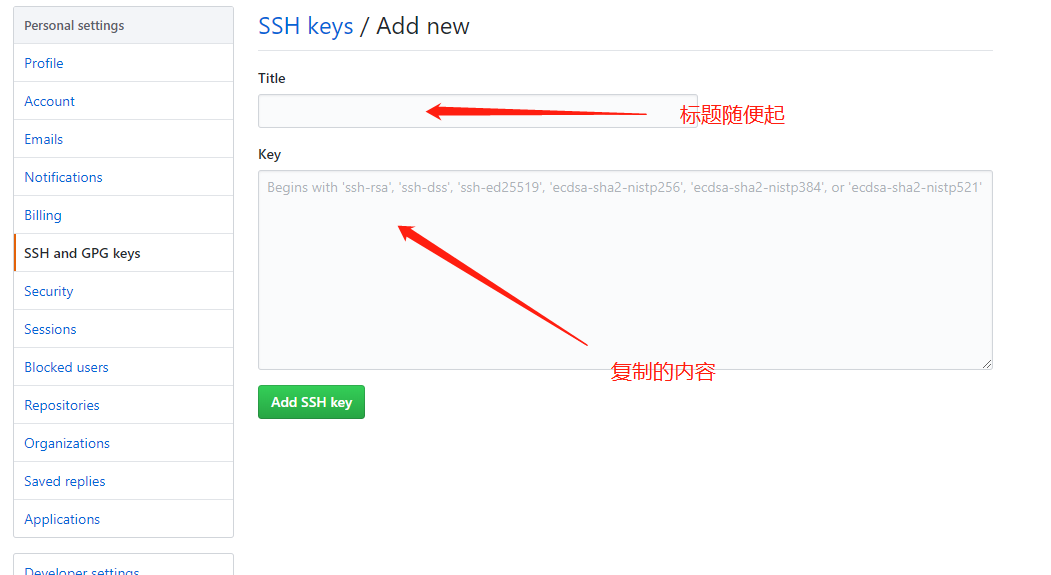 Personal settings
Profile
Account
Emails
Notifications
Billing
SSH and GPG keys
Security
Sessions
Blocked users
Repositories
Organizations
Saved replies
Applications
Developer settings
SSH keys / Add new
Title
标题随便起
Key
Begins with 'ssh-rsa', 'ssh-dss', 'ssh-ed25519', 'ecdsa-sha2-nistp256', 'ecdsa-sha2-nistp384', or 'ecdsa-sha2-nistp521'
复制的内容
Add SSH key